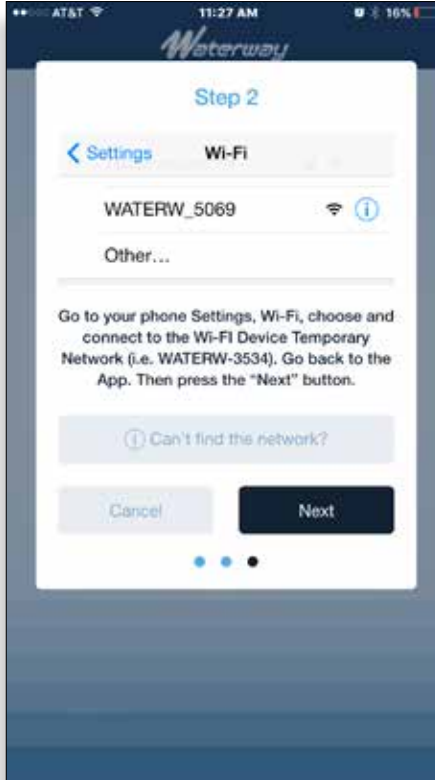 AT&T 11:27 AM 16%
Waterway
Step 2
Settings Wi-Fi
WATERW_5069
Other...
Go to your phone Settings, Wi-Fi, choose and
connect to the Wi-FI Device Temporary
Network (i.e. WATERW-3534). Go back to the
App. Then press the “Next” button.
Can't find the network?
Cancel Next